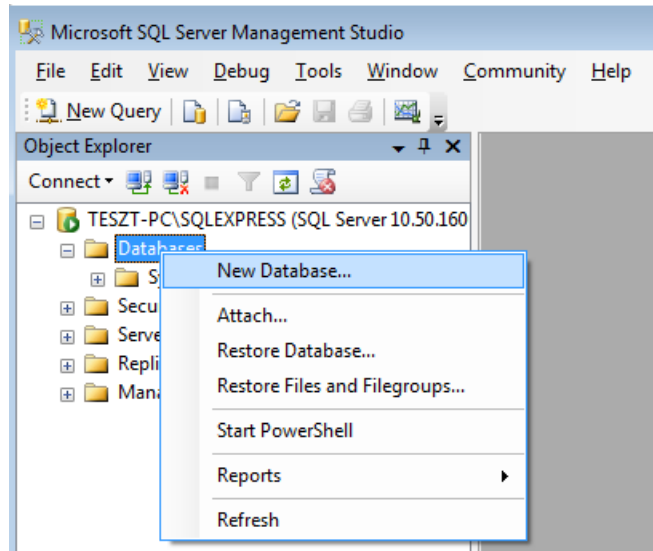 Microsoft SQL Server Management Studio
File Edit View Debug Tools Window Community Help
New Query
Object Explorer
Connect
TESZT-PC\SQLEXPRESS (SQL Server 10.50.160
Databases
New Database...
Attach...
Restore Database...
Restore Files and Filegroups...
Start PowerShell
Reports
Refresh